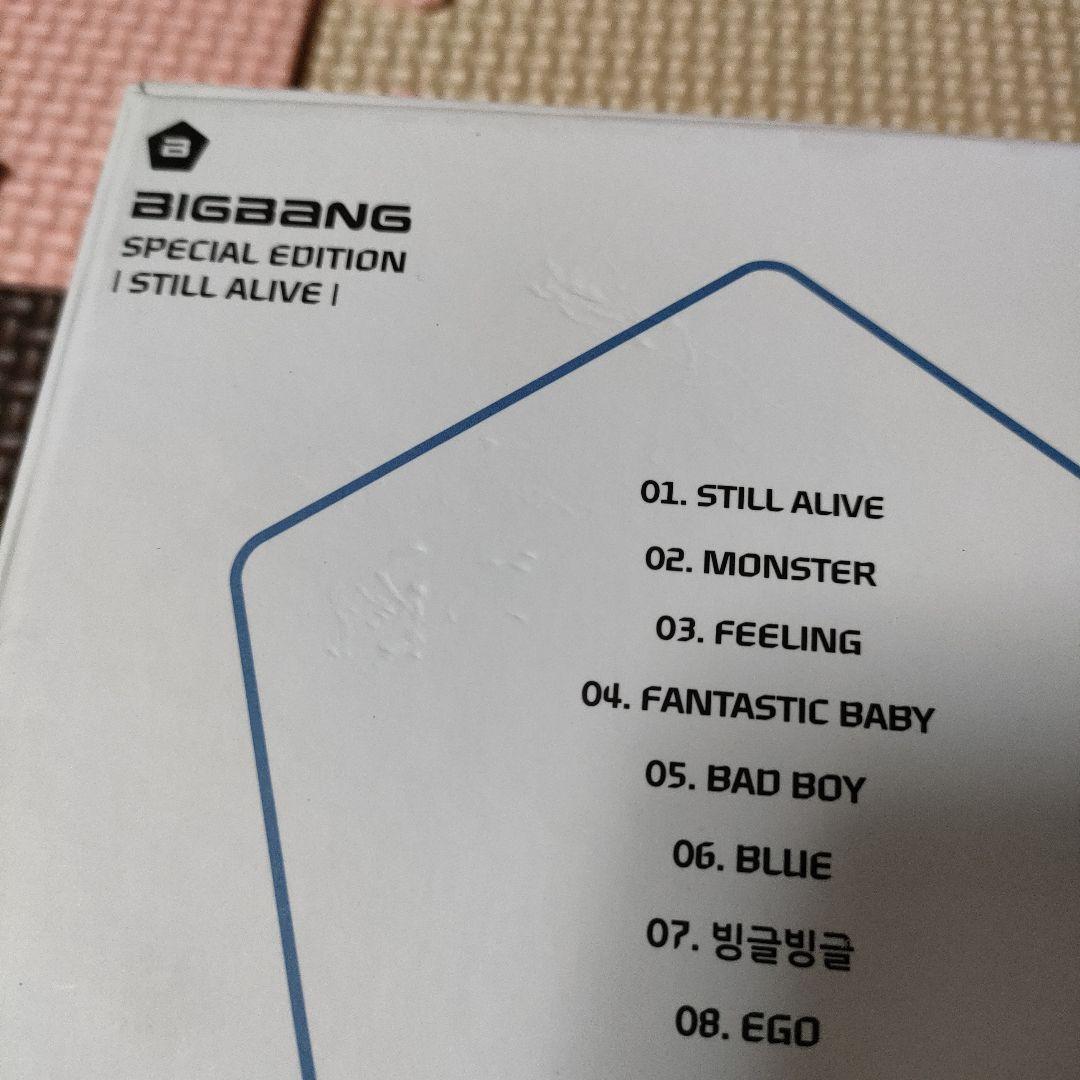 a
BIGBANG
SPECIAL EDITION
| STILL ALIVE |
01. STILL ALIVE
02. MONSTER
03. FEELING
04. FANTASTIC BABY
05. BAD BOY
06. BLUE
07. 빙글빙글
08. EGO